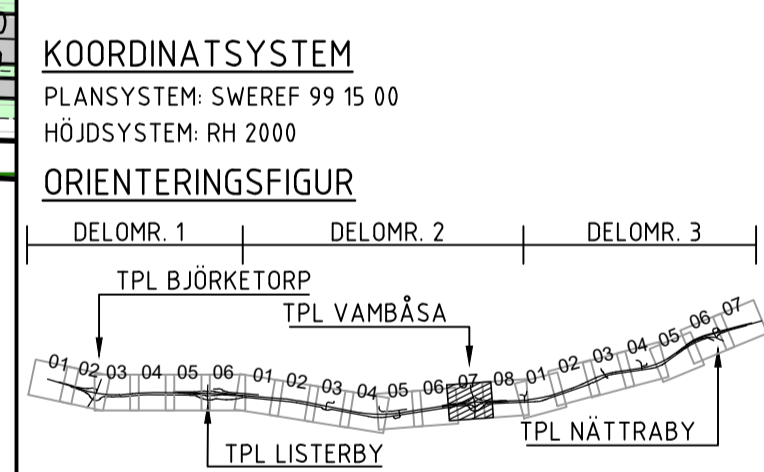 KOORDINATSYSTEM
PLANSYSTEM: SWEREF 99 15 00
HÖJDSYSTEM: RH 2000
ORIENTERINGSFIGUR
DELOMR. 1 DELOMR. 2 DELOMR. 3
TPL BJÖRKETORP
TPL VAMBÅSA
01 02 03 04 05 06 01 02 03 04 05 06 07 08 01 02 03 04 05 06 07
TPL LISTERBY
TPL NÄTTRABY